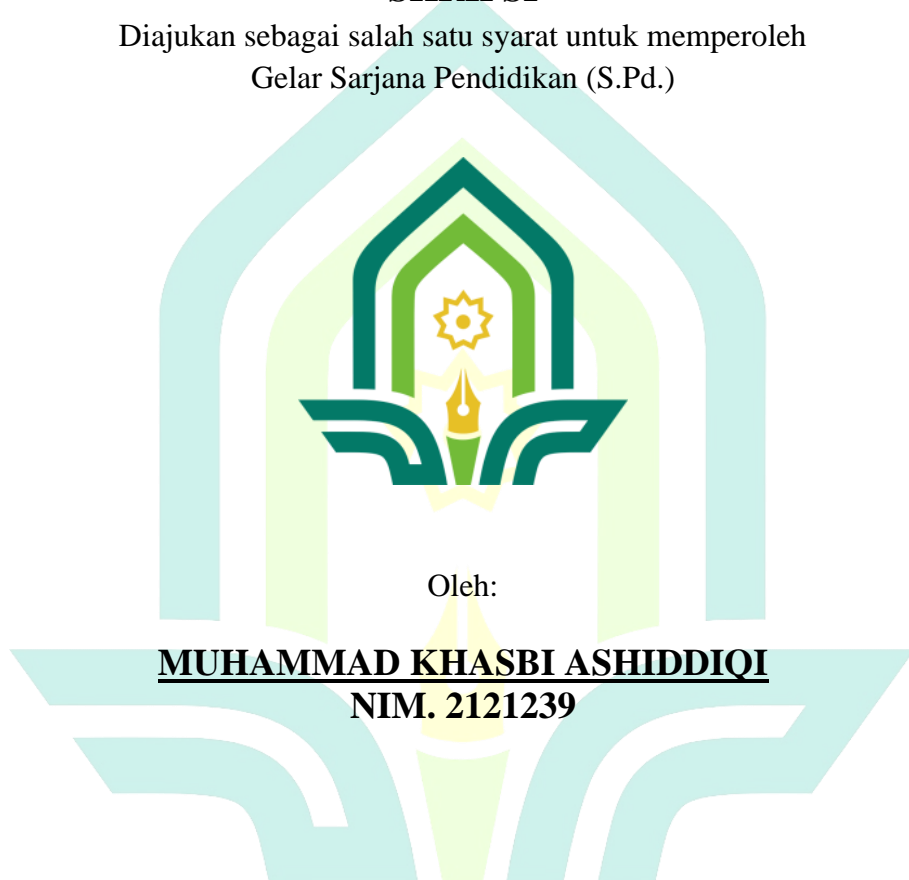 Diajukan sebagai salah satu syarat untuk memperoleh
Gelar Sarjana Pendidikan (S.Pd.)
Oleh:
MUHAMMAD KHASBI ASHIDDIQI
NIM. 2121239